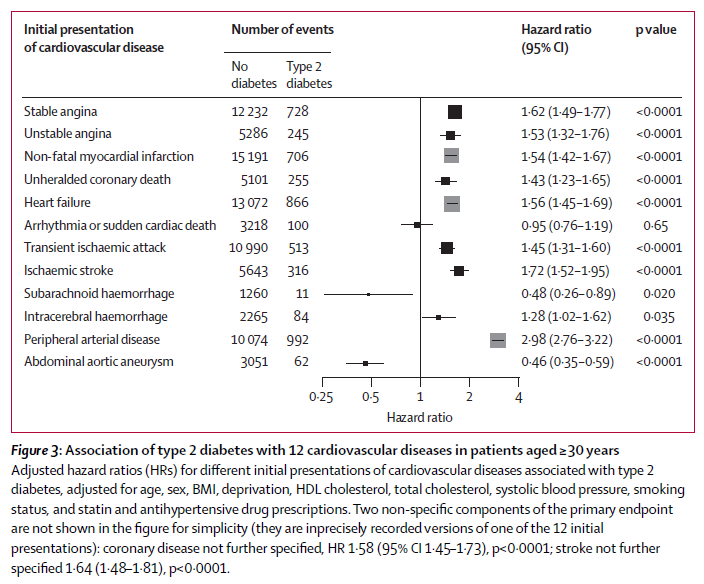 Initial presentation of cardiovascular disease Number of events Hazard ratio (95% CI) p value
No diabetes Type 2 diabetes
Stable angina 12 232 728 1·62 (1·49–1·77) <0·0001
Unstable angina 5286 245 1·53 (1·32–1·76) <0·0001
Non-fatal myocardial infarction 15 191 706 1·54 (1·42–1·67) <0·0001
Unheralded coronary death 5101 255 1·43 (1·23–1·65) <0·0001
Heart failure 13 072 866 1·56 (1·45–1·69) <0·0001
Arrhythmia or sudden cardiac death 3218 100 0·95 (0·76–1·19) 0·65
Transient ischaemic attack 10 990 513 1·45 (1·31–1·60) <0·0001
Ischaemic stroke 5643 316 1·72 (1·52–1·95) <0·0001
Subarachnoid haemorrhage 1260 11 0·48 (0·26–0·89) 0·020
Intracerebral haemorrhage 2265 84 1·28 (1·02–1·62) 0·035
Peripheral arterial disease 10 074 992 2·98 (2·76–3·22) <0·0001
Abdominal aortic aneurysm 3051 62 0·46 (0·35–0·59) <0·0001
0·25 0·5 1 2 4
Hazard ratio
Figure 3: Association of type 2 diabetes with 12 cardiovascular diseases in patients aged ≥30 years
Adjusted hazard ratios (HRs) for different initial presentations of cardiovascular diseases associated with type 2
diabetes, adjusted for age, sex, BMI, deprivation, HDL cholesterol, total cholesterol, systolic blood pressure, smoking
status, and statin and antihypertensive drug prescriptions. Two non-specific components of the primary endpoint
are not shown in the figure for simplicity (they are inprecisely recorded versions of one of the 12 initial
presentations): coronary disease not further specified, HR 1·58 (95% CI 1·45–1·73), p<0·0001; stroke not further
specified 1·64 (1·48–1·81), p<0·0001.